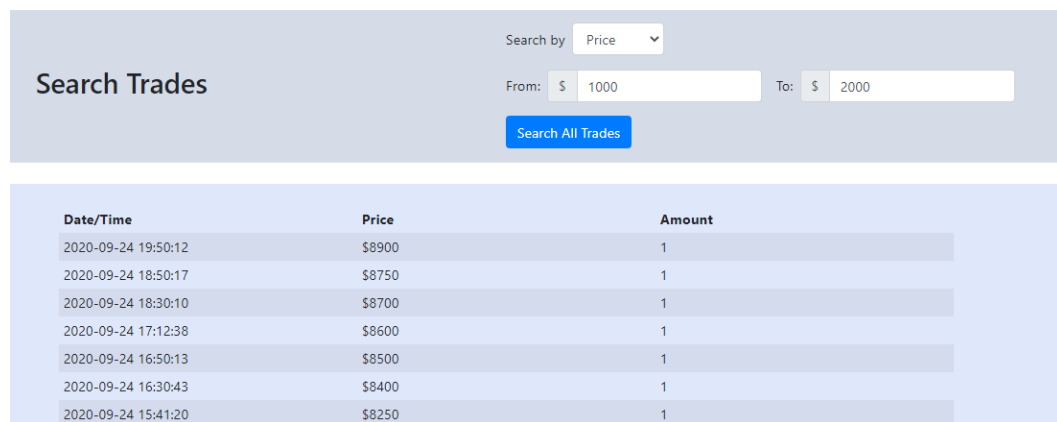 Search by Price
Search Trades
From: $ 1000 To: $ 2000
Search All Trades
Date/Time Price Amount
2020-09-24 19:50:12 $8900 1
2020-09-24 18:50:17 $8750 1
2020-09-24 18:30:10 $8700 1
2020-09-24 17:12:38 $8600 1
2020-09-24 16:50:13 $8500 1
2020-09-24 16:30:43 $8400 1
2020-09-24 15:41:20 $8250 1